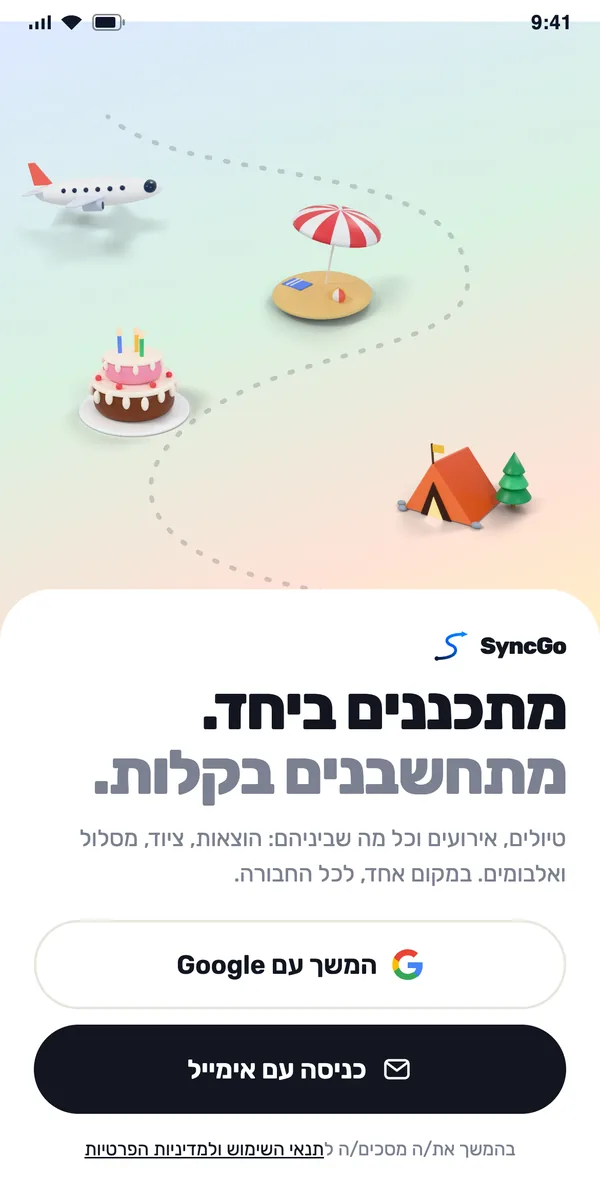 9:41
SyncGo
מתכננים ביחד.
מתחשבנים בקלות.
טיולים, אירועים וכל מה שביניהם: הוצאות, ציוד, מסלול
ואלבומים. במקום אחד, לכל החבורה.
המשך עם Google
כניסה עם אימייל
בהמשך את/ה מסכים/ה לתנאי השימוש ולמדיניות הפרטיות